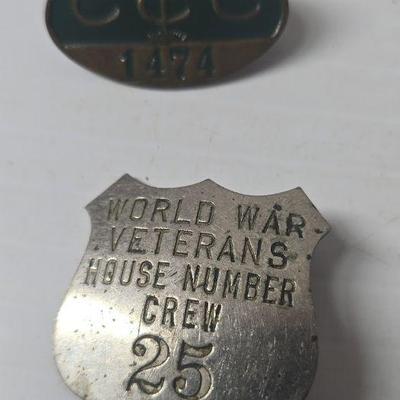 1474
WORLD WAR
VETERANS
HOUSE NUMBER
CREW
25